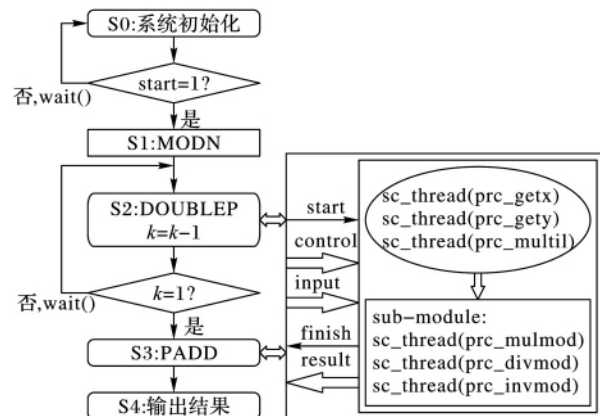 S0:系统初始化
start=1?
否,wait()
是
S1:MODN
S2:DOUBLEP
k=k-1
k=1?
否,wait()
是
S3:PADD
S4:输出结果
start
control
input
finish
result
sc_thread(prc_getx)
sc_thread(prc_gety)
sc_thread(prc_multil)
sub-module:
sc_thread(prc_mulmod)
sc_thread(prc_divmod)
sc_thread(prc_invmod)